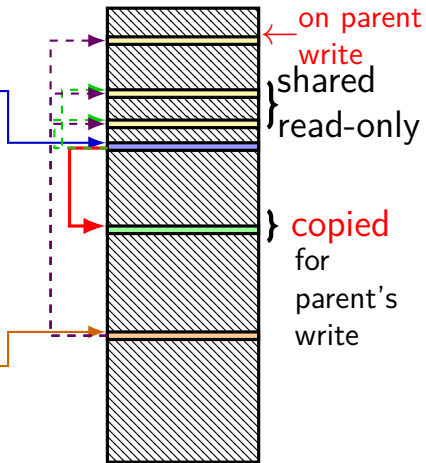 on parent
write
shared
read-only
copied
for
parent's
write